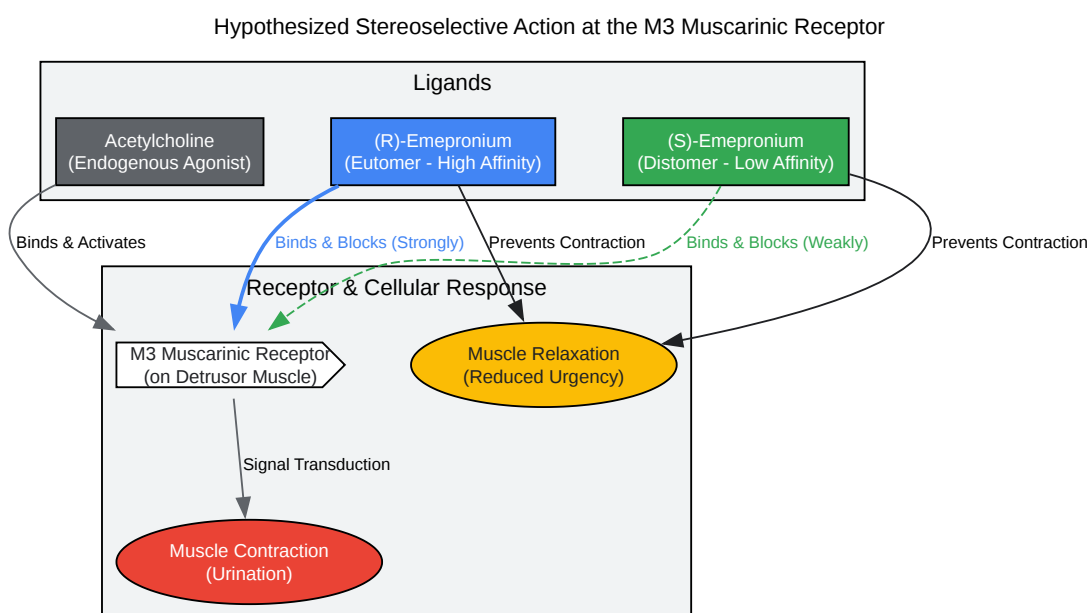 Hypothesized Stereoselective Action at the M3 Muscarinic Receptor
Ligands
Acetylcholine
(Endogenous Agonist)
(R)-Emepronium
(Eutomer - High Affinity)
(S)-Emepronium
(Distomer - Low Affinity)
Binds & Activates
Binds & Blocks (Strongly)
Prevents Contraction
Binds & Blocks (Weakly)
Prevents Contraction
Receptor & Cellular Response
M3 Muscarinic Receptor
(on Detrusor Muscle)
Muscle Relaxation
(Reduced Urgency)
Signal Transduction
Muscle Contraction
(Urination)